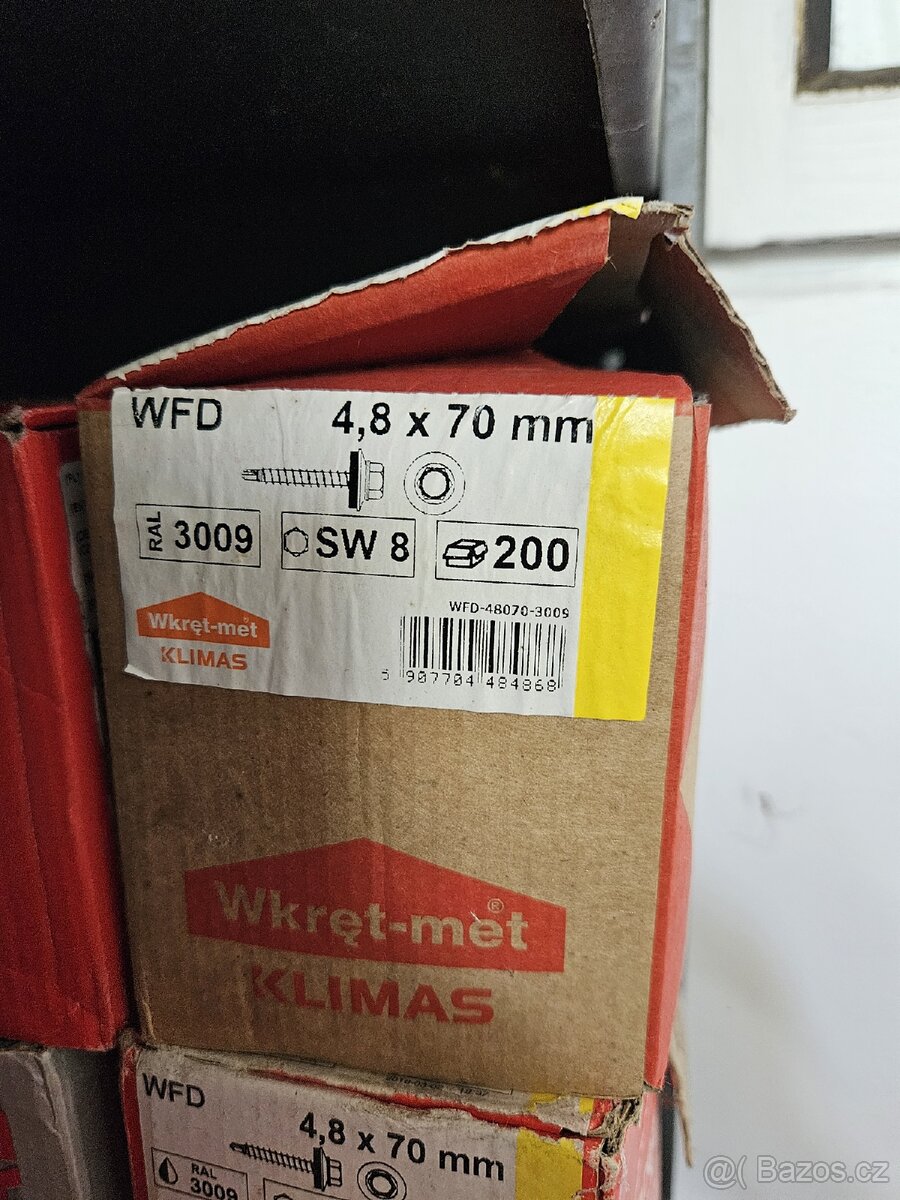 WFD 4,8 x 70 mm
RAL 3009 SW 8 200
WFD-48070-3009
Wkręt-met
KLIMAS
5 907704 484868
Wkręt-met®
KLIMAS
WFD
4,8 x 70 mm
RAL
3009
@( Bazos.cz